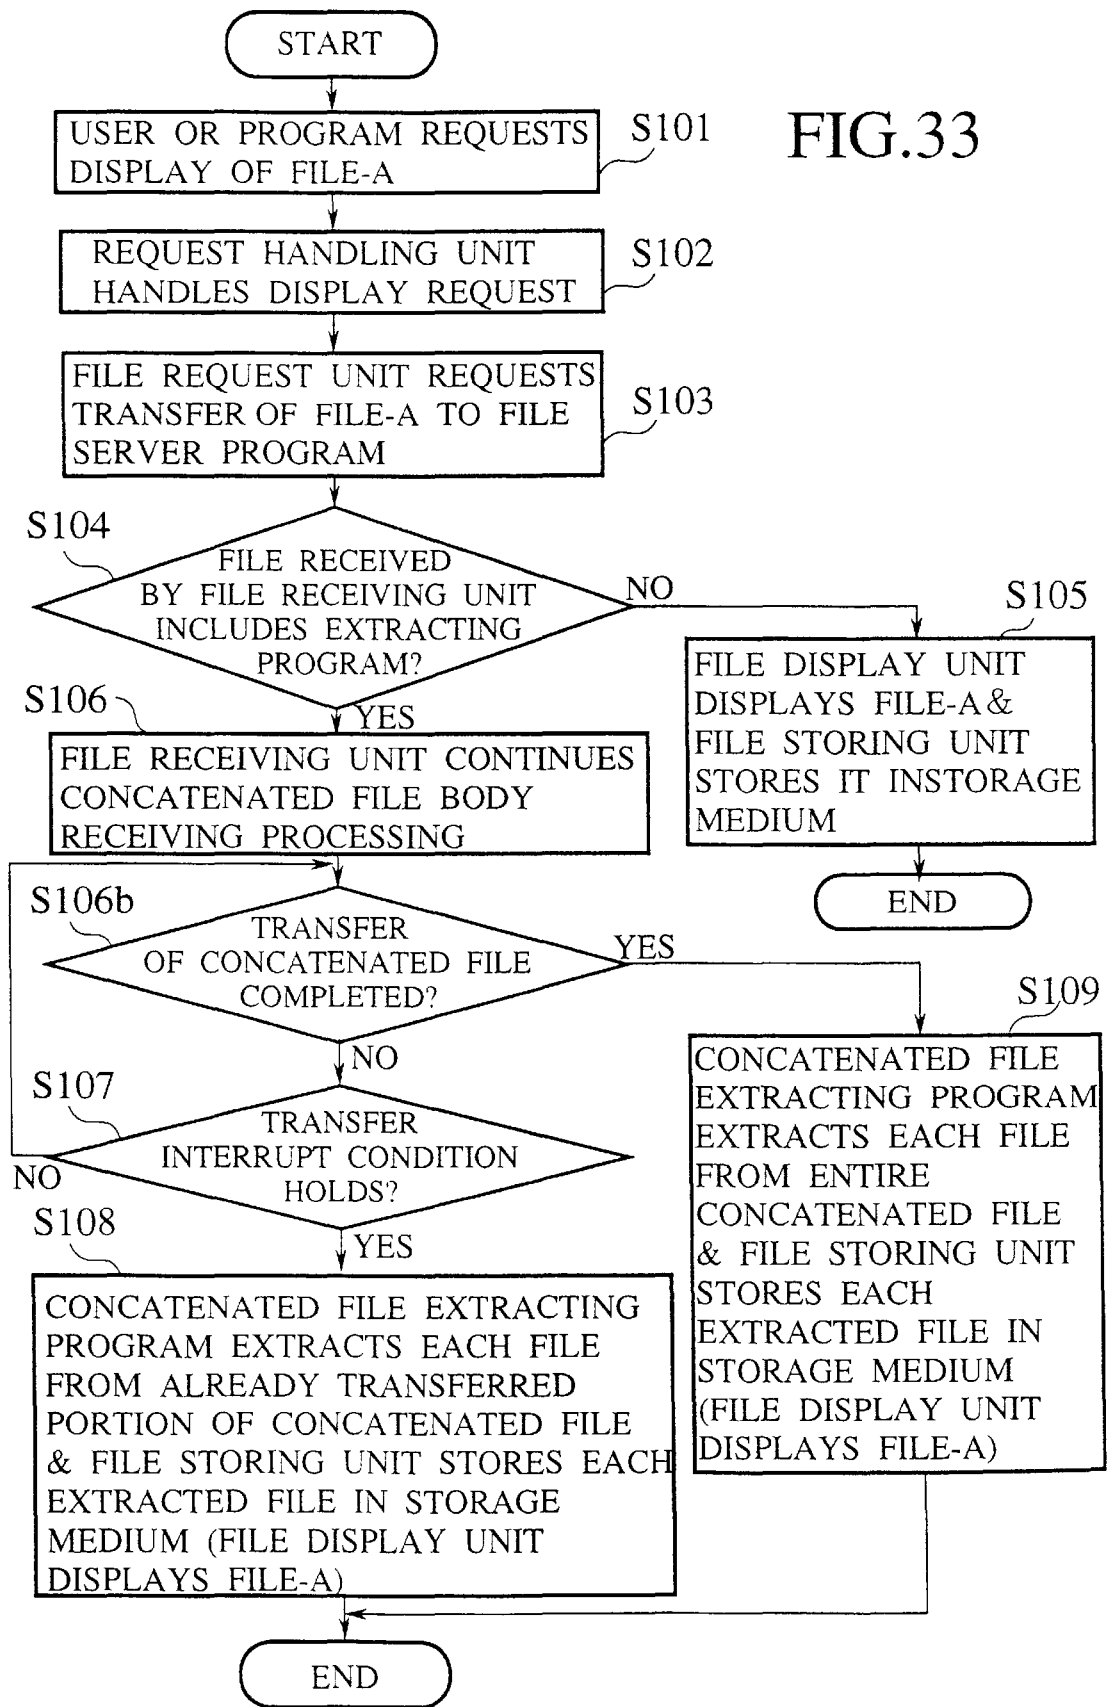 START
FIG.33
USER OR PROGRAM REQUESTS
DISPLAY OF FILE-A
S101
REQUEST HANDLING UNIT
HANDLES DISPLAY REQUEST
S102
FILE REQUEST UNIT REQUESTS
TRANSFER OF FILE-A TO FILE
SERVER PROGRAM
S103
S104
FILE RECEIVED
BY FILE RECEIVING UNIT
INCLUDES EXTRACTING
PROGRAM?
NO
YES
S105
FILE DISPLAY UNIT
DISPLAYS FILE-A &
FILE STORING UNIT
STORES IT INSTORAGE
MEDIUM
END
S106
FILE RECEIVING UNIT CONTINUES
CONCATENATED FILE BODY
RECEIVING PROCESSING
S106b
TRANSFER
OF CONCATENATED FILE
COMPLETED?
YES
NO
S107
TRANSFER
INTERRUPT CONDITION
HOLDS?
NO
YES
S108
CONCATENATED FILE EXTRACTING
PROGRAM EXTRACTS EACH FILE
FROM ALREADY TRANSFERRED
PORTION OF CONCATENATED FILE
& FILE STORING UNIT STORES EACH
EXTRACTED FILE IN STORAGE
MEDIUM (FILE DISPLAY UNIT
DISPLAYS FILE-A)
S109
CONCATENATED FILE
EXTRACTING PROGRAM
EXTRACTS EACH FILE
FROM ENTIRE
CONCATENATED FILE
& FILE STORING UNIT
STORES EACH
EXTRACTED FILE IN
STORAGE MEDIUM
(FILE DISPLAY UNIT
DISPLAYS FILE-A)
END